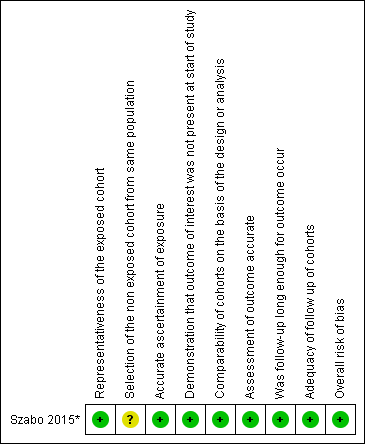 Representativeness of the exposed cohort
Selection of the non exposed cohort from same population
Accurate ascertainment of exposure
Demonstration that outcome of interest was not present at start of study
Comparability of cohorts on the basis of the design or analysis
Assessment of outcome accurate
Was follow-up long enough for outcome occur
Adequacy of follow up of cohorts
Overall risk of bias
Szabo 2015* + ? + + + + + + +